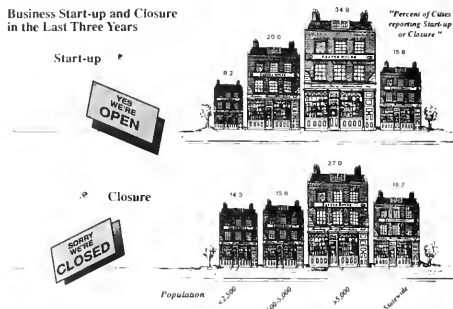 Business Start-up and Closure
in the Last Three Years
"Percent of Cities
reporting Start-up
or Closure"
Start-up
YES
WE'RE
OPEN
8.2
20.0
34.9
15.8
Closure
SORRY
WE'RE
CLOSED
14.3
15.6
27.0
16.7
Population
<2,500
>5,000
Statewide